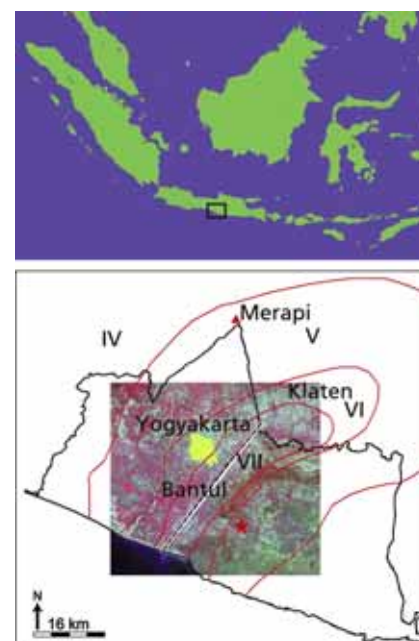 Merapi
IV
V
Klaten
VI
Yogyakarta
VII
Bantul
N
16 km